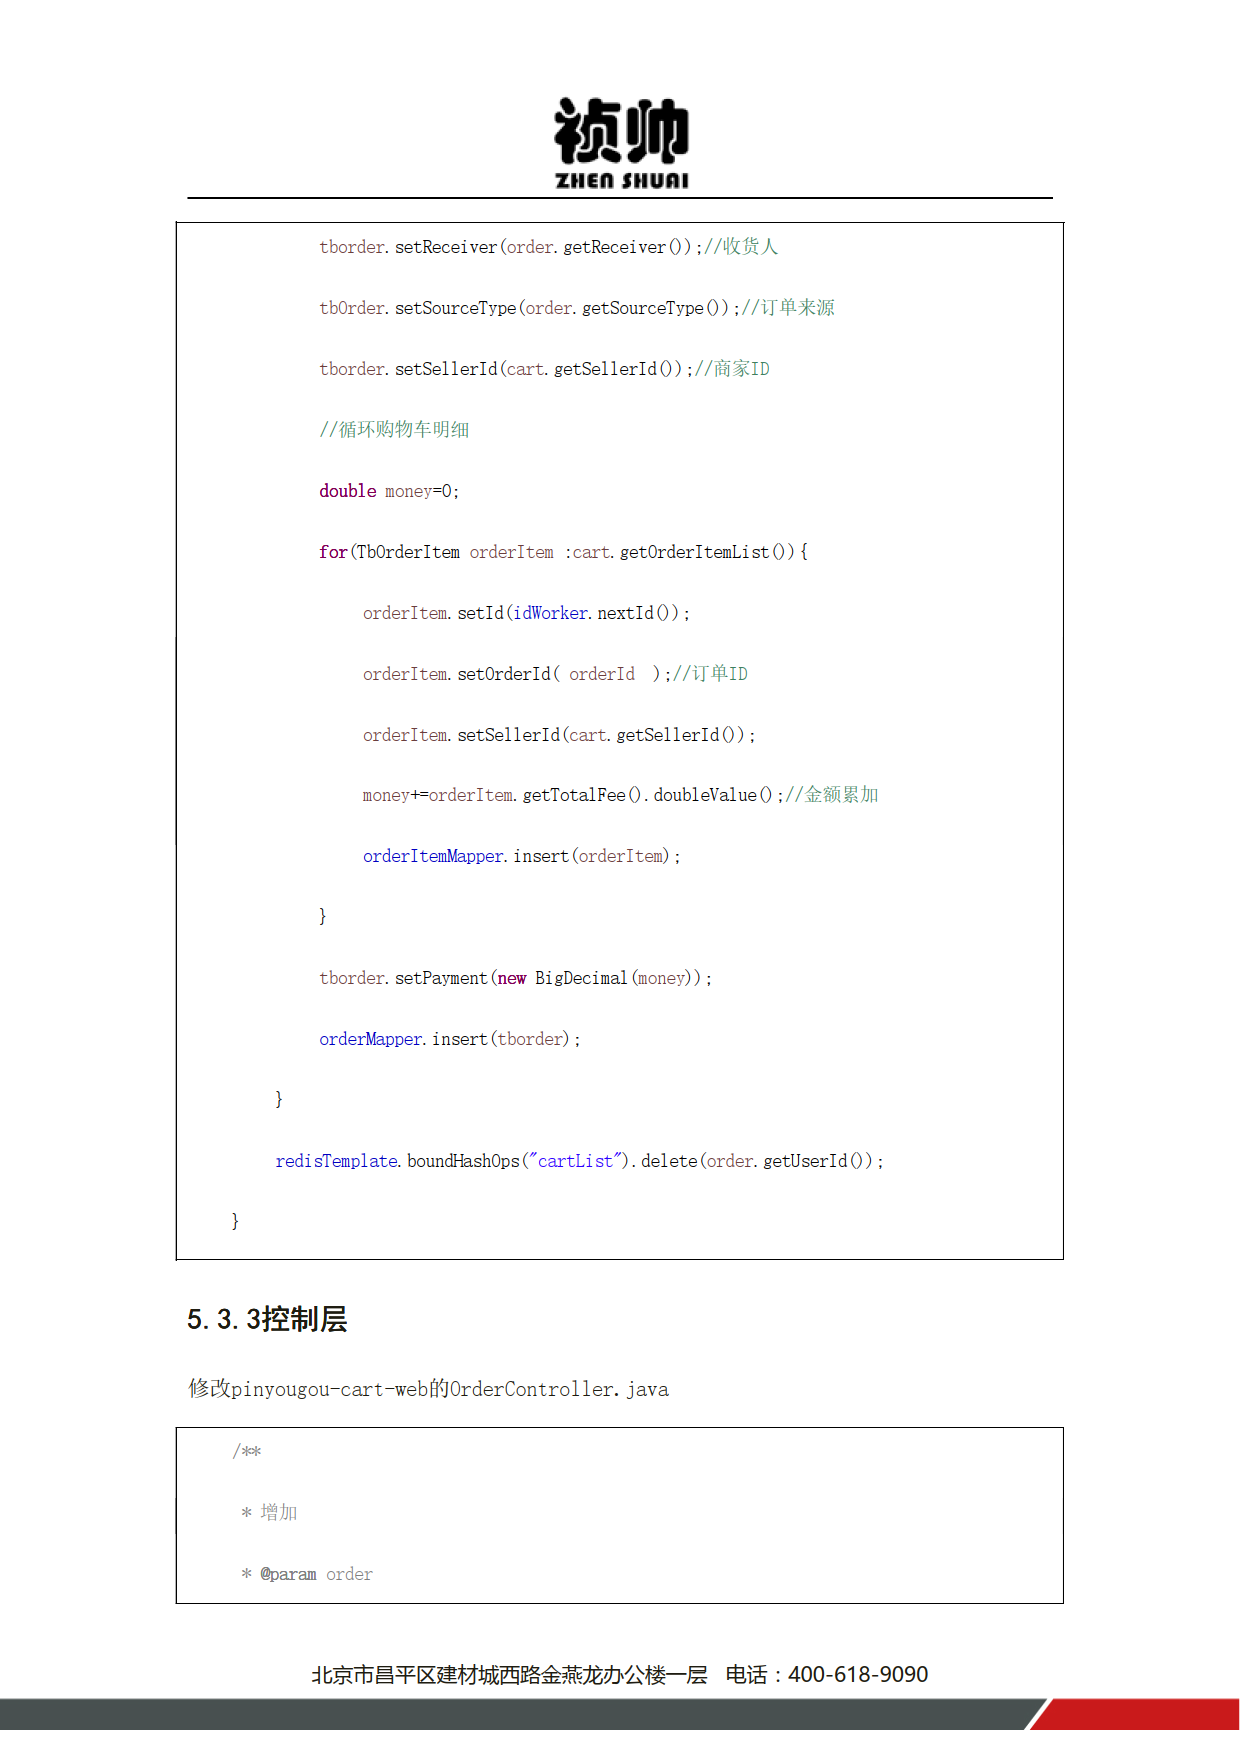 祯帅
ZHEN SHUAI
tborder.setReceiver(order.getReceiver());//收货人
tbOrder.setSourceType(order.getSourceType());//订单来源
tborder.setSellerId(cart.getSellerId());//商家ID
//循环购物车明细
double money=0;
for(TbOrderItem orderItem :cart.getOrderItemList()){
orderItem.setId(idWorker.nextId());
orderItem.setOrderId( orderId  );//订单ID
orderItem.setSellerId(cart.getSellerId());
money+=orderItem.getTotalFee().doubleValue();//金额累加
orderItemMapper.insert(orderItem);
}
tborder.setPayment(new BigDecimal(money));
orderMapper.insert(tborder);
}
redisTemplate.boundHashOps("cartList").delete(order.getUserId());
}
5.3.3控制层
修改pinyougou-cart-web的OrderController.java
/**
* 增加
* @param order
北京市昌平区建材城西路金燕龙办公楼一层 电话：400-618-9090